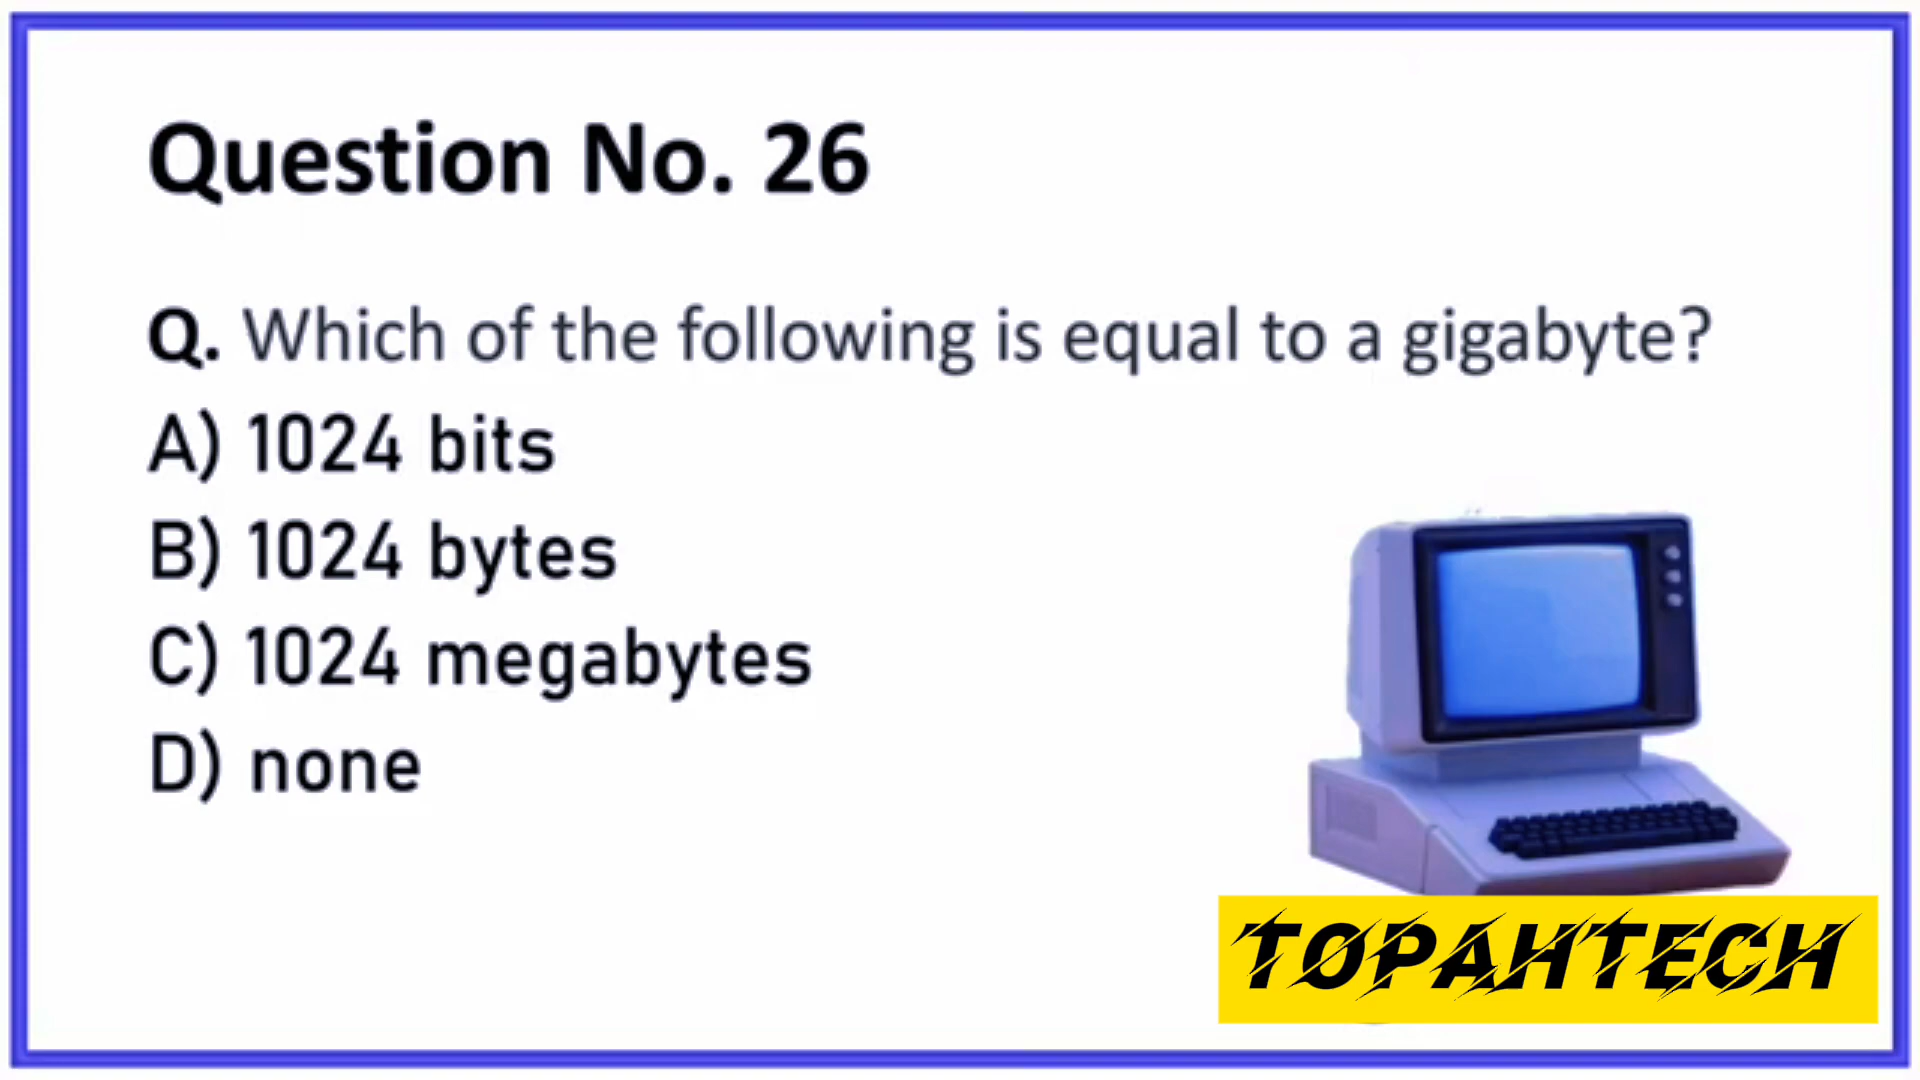 Question No. 26
Q. Which of the following is equal to a gigabyte?
A) 1024 bits
B) 1024 bytes
C) 1024 megabytes
D) none
TOPAHTECH